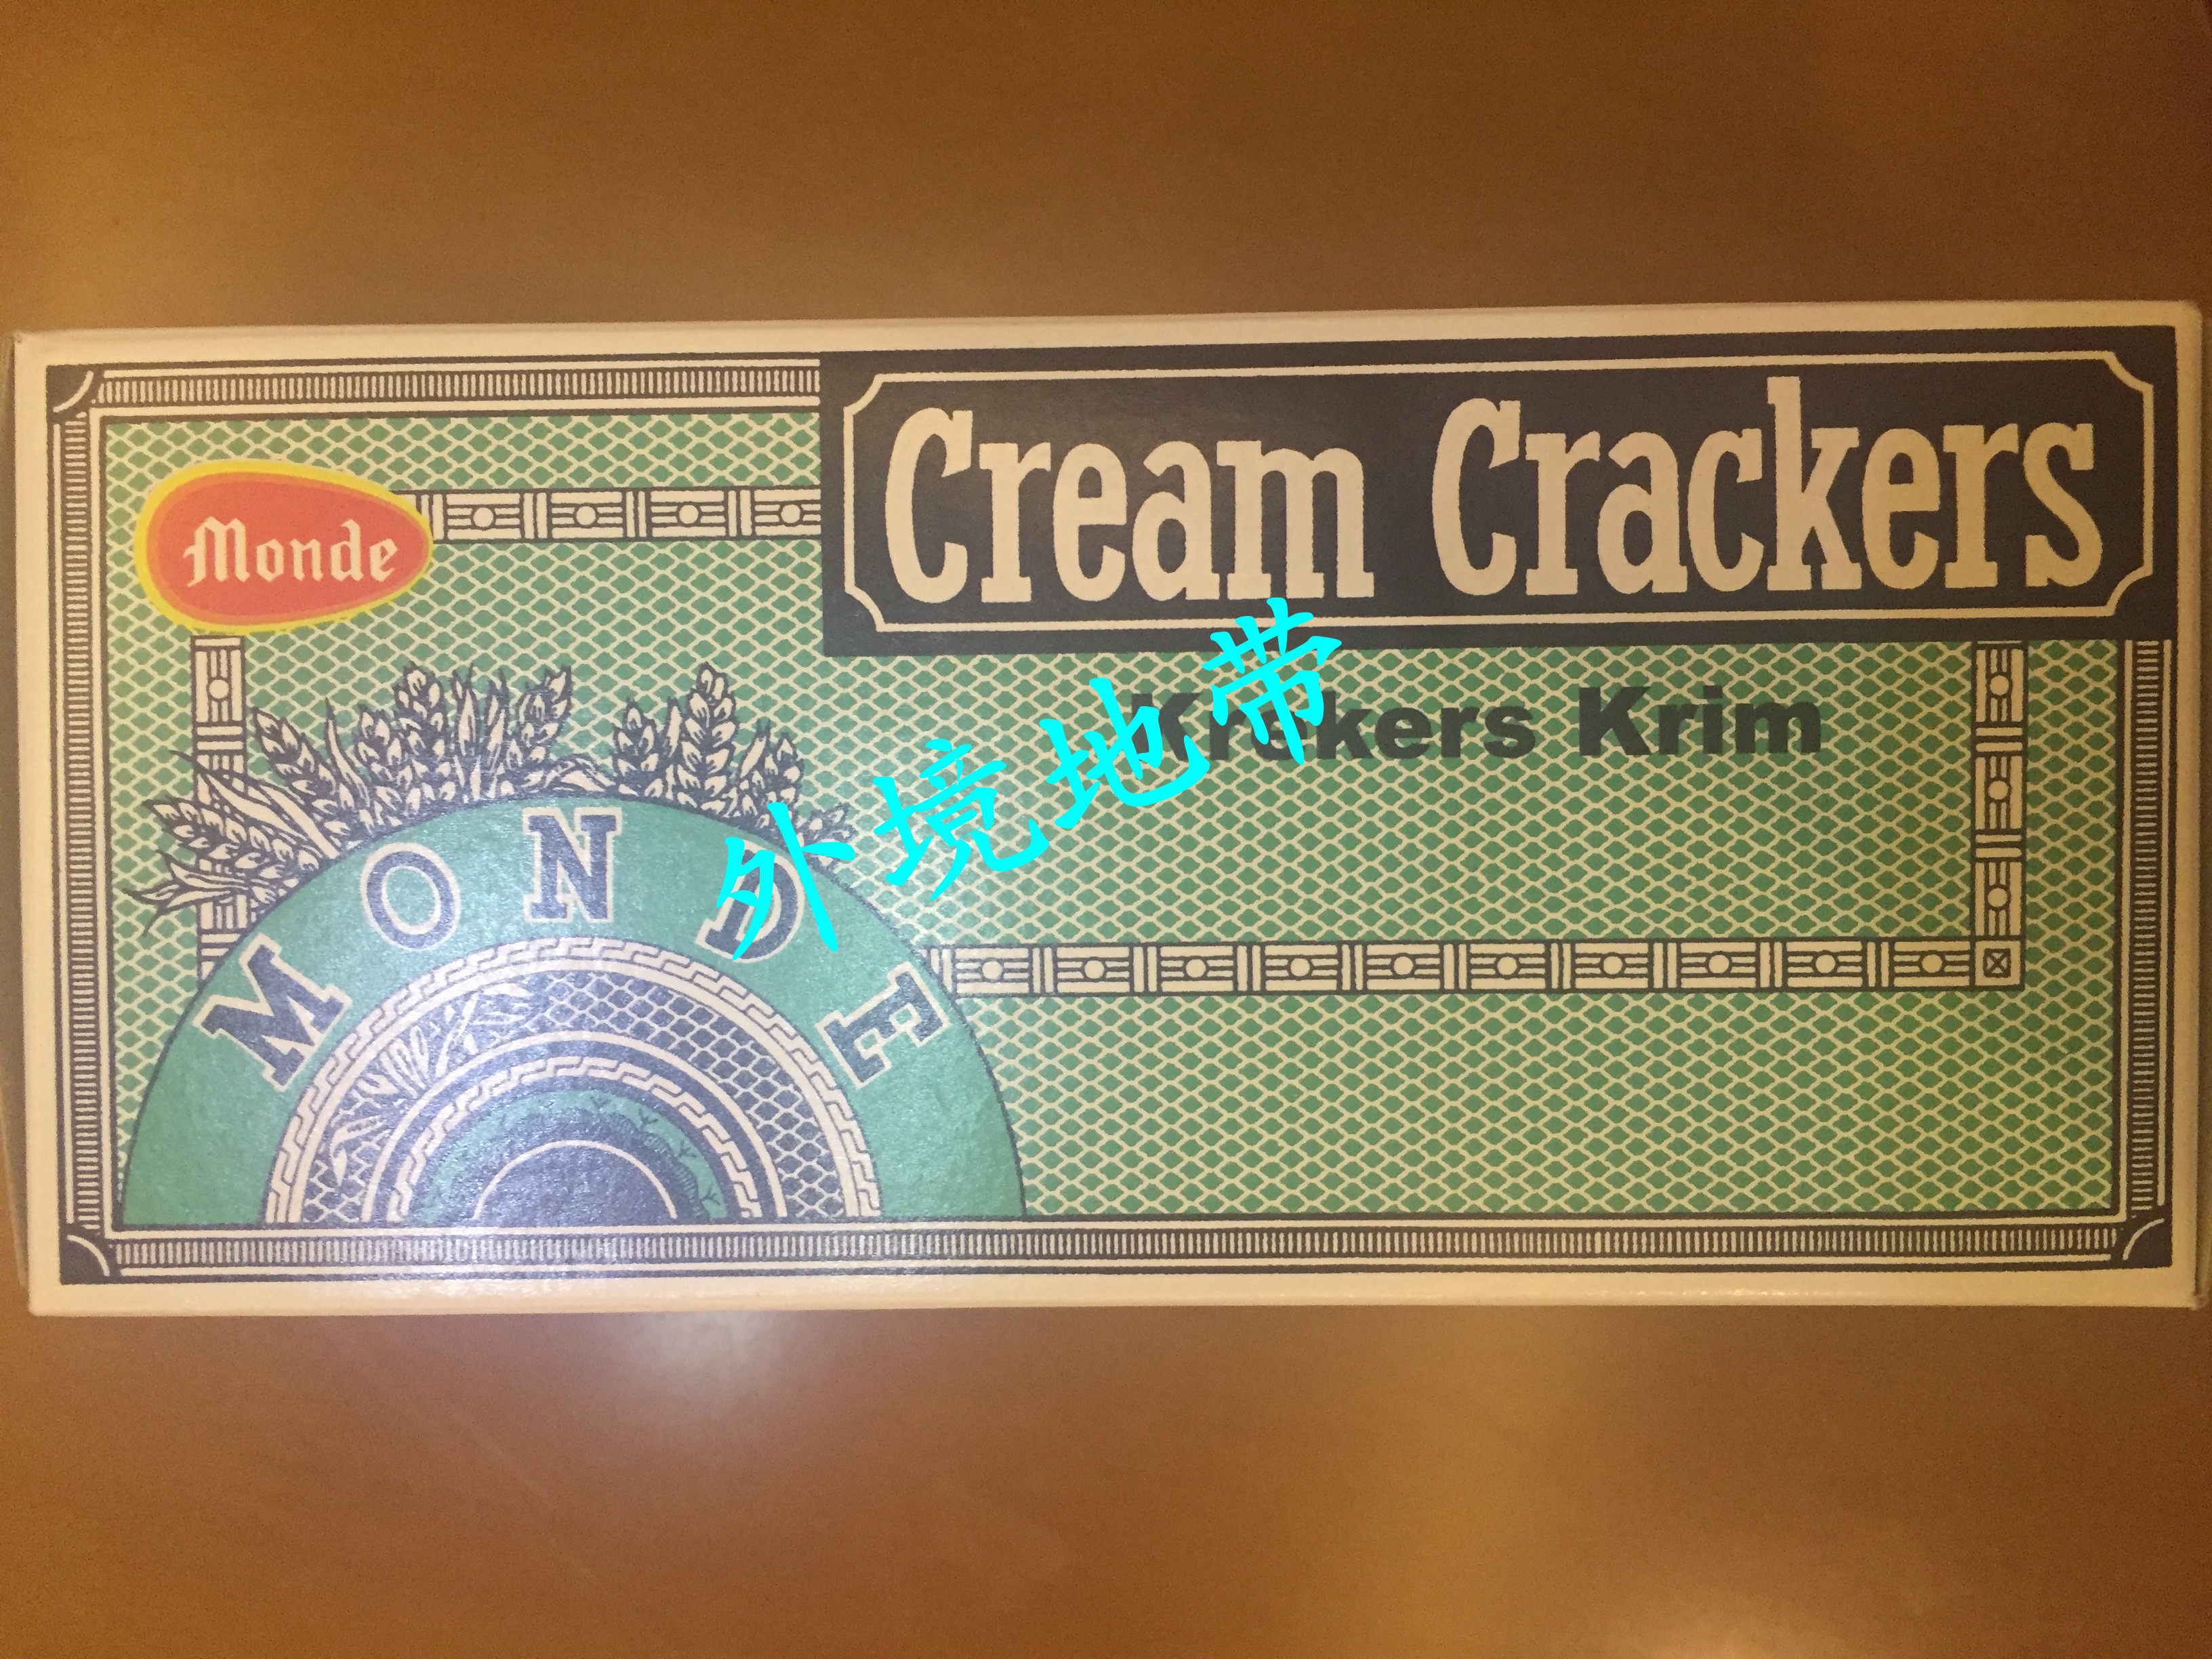 Cream Crackers
Monde
Krekers Krim
外境地带
MONDE